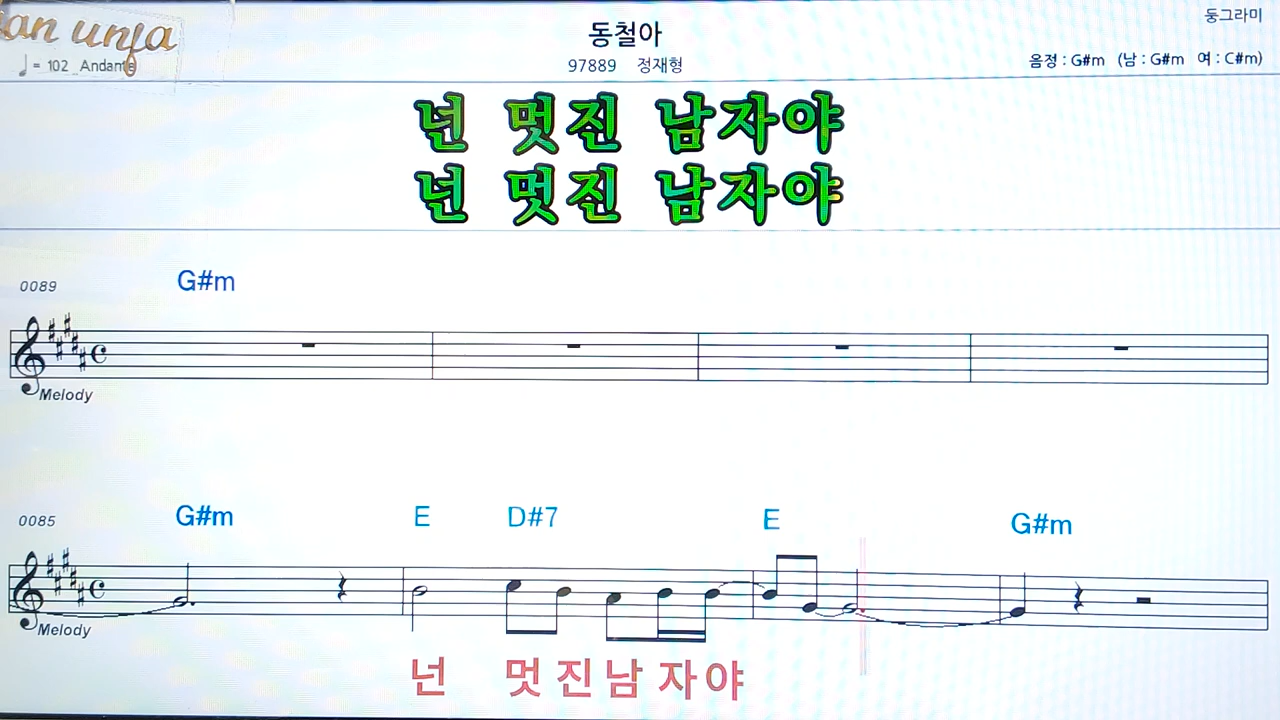 둥그라미
동철아
♩= 102 Andante
97889 정재형
음정 : G#m (남 : G#m 여 : C#m)
넌 멋진 남자야
넌 멋진 남자야
0089 G#m
Melody
0085 G#m E D#7 E G#m
Melody
넌 멋진남 자야